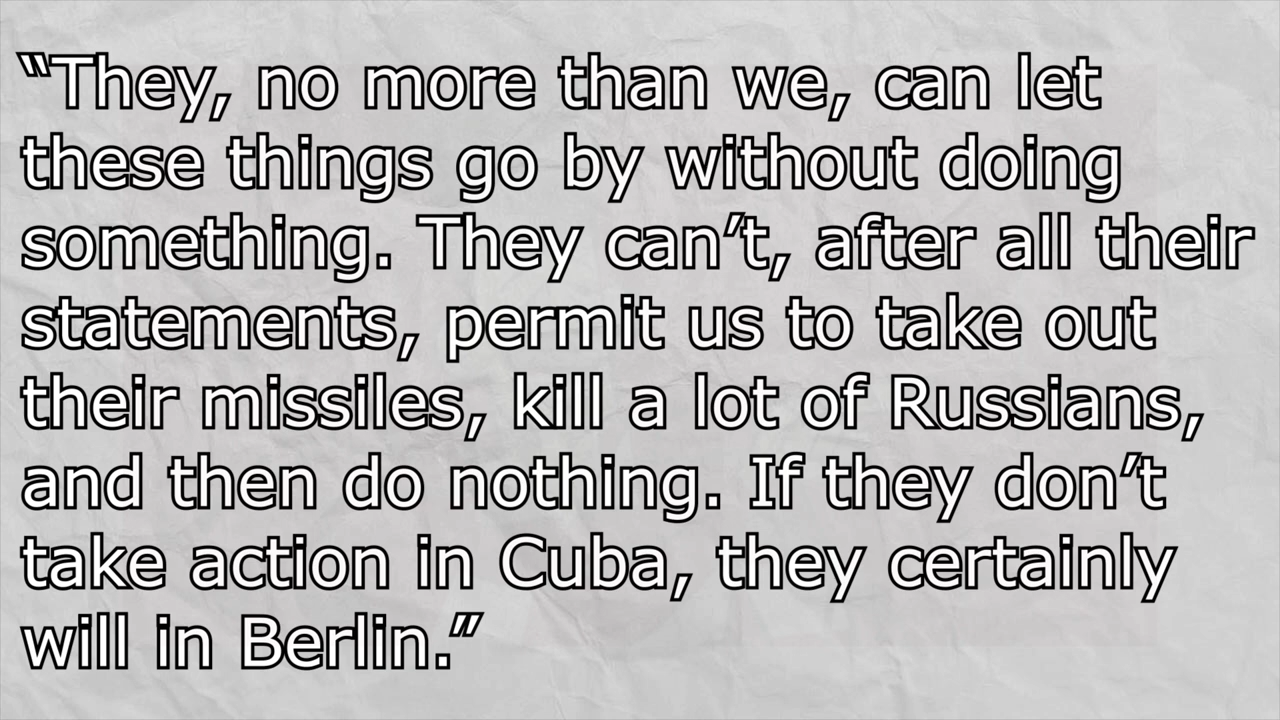 “They, no more than we, can let
these things go by without doing
something. They can’t, after all their
statements, permit us to take out
their missiles, kill a lot of Russians,
and then do nothing. If they don’t
take action in Cuba, they certainly
will in Berlin.”